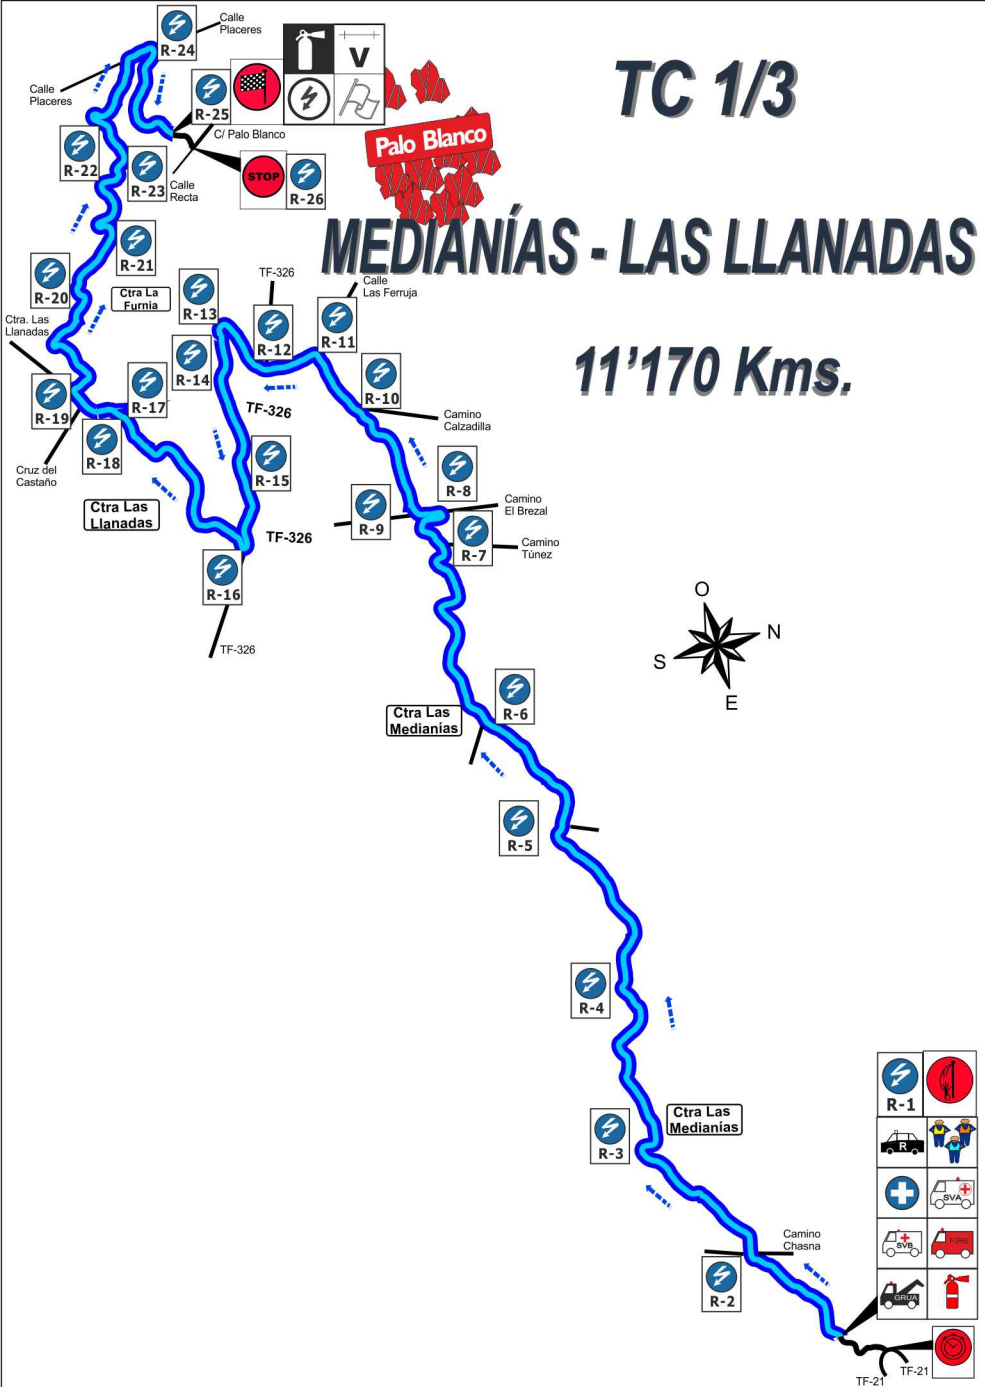 TC 1/3
MEDIANÍAS - LAS LLANADAS
11'170 Kms.
Palo Blanco
Calle
Placeres
R-24
Calle
Placeres
R-25
V
C/ Palo Blanco
R-22
R-23
Calle
Recta
STOP
R-26
R-21
R-20
Ctra La
Furnia
Ctra. Las
Llanadas
R-13
TF-326
Calle
Las Ferruja
R-12
R-11
R-14
R-10
R-19
R-17
TF-326
Camino
Calzadilla
R-18
R-15
Cruz del
Castaño
R-8
Ctra Las
Llanadas
R-9
Camino
El Brezal
TF-326
R-7
Camino
Túnez
R-16
TF-326
O
N
S
E
R-6
Ctra Las
Medianías
R-5
R-4
R-3
Ctra Las
Medianías
R-1
R
SVA
SVB
FIRE
GRUA
Camino
Chasna
R-2
TF-21
TF-21